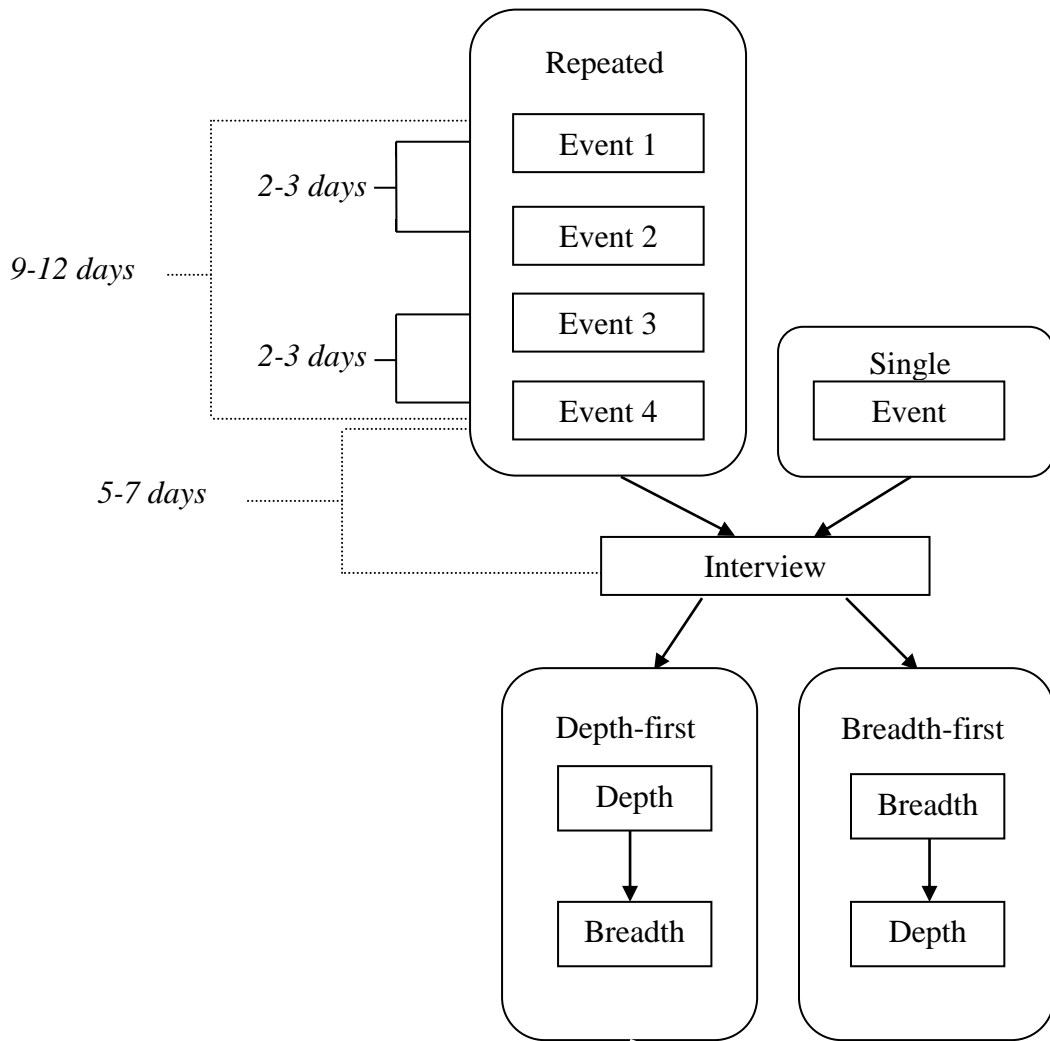 Repeated
Event 1
2-3 days
Event 2
9-12 days
Event 3
2-3 days
Single
Event 4
Event
5-7 days
Interview
Depth-first
Breadth-first
Depth
Breadth
Breadth
Depth